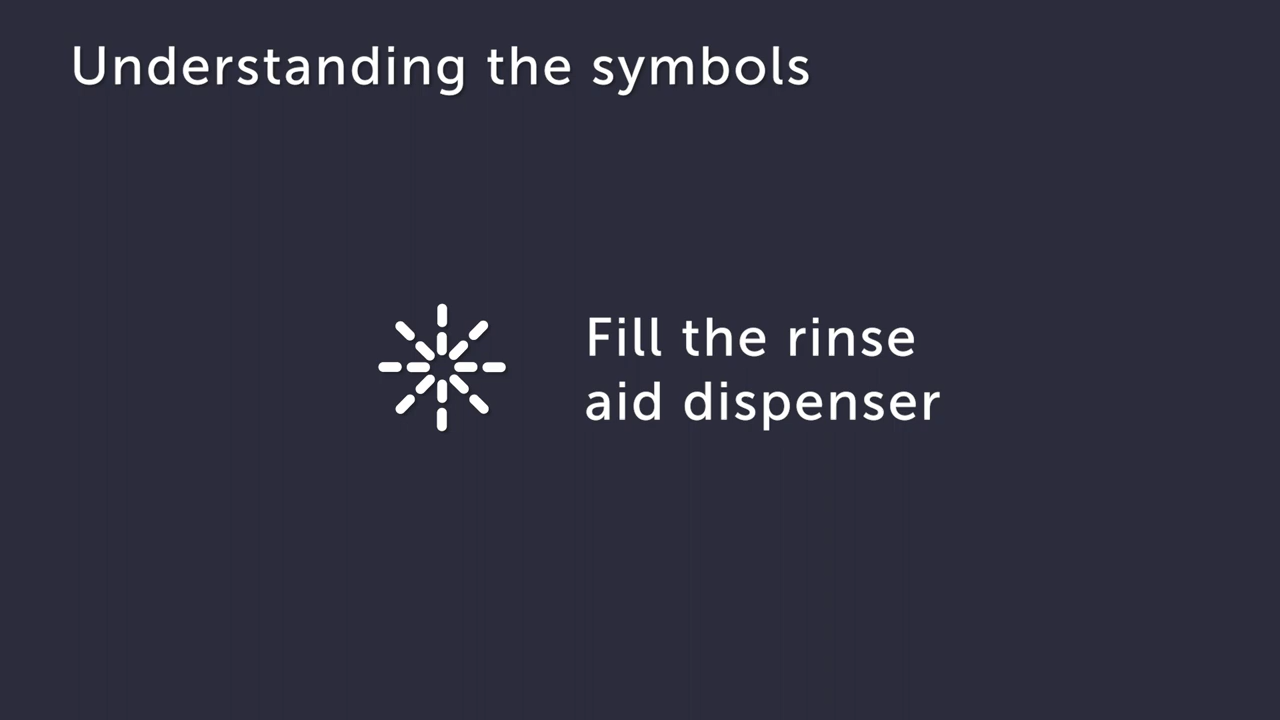 Understanding the symbols
Fill the rinse
aid dispenser